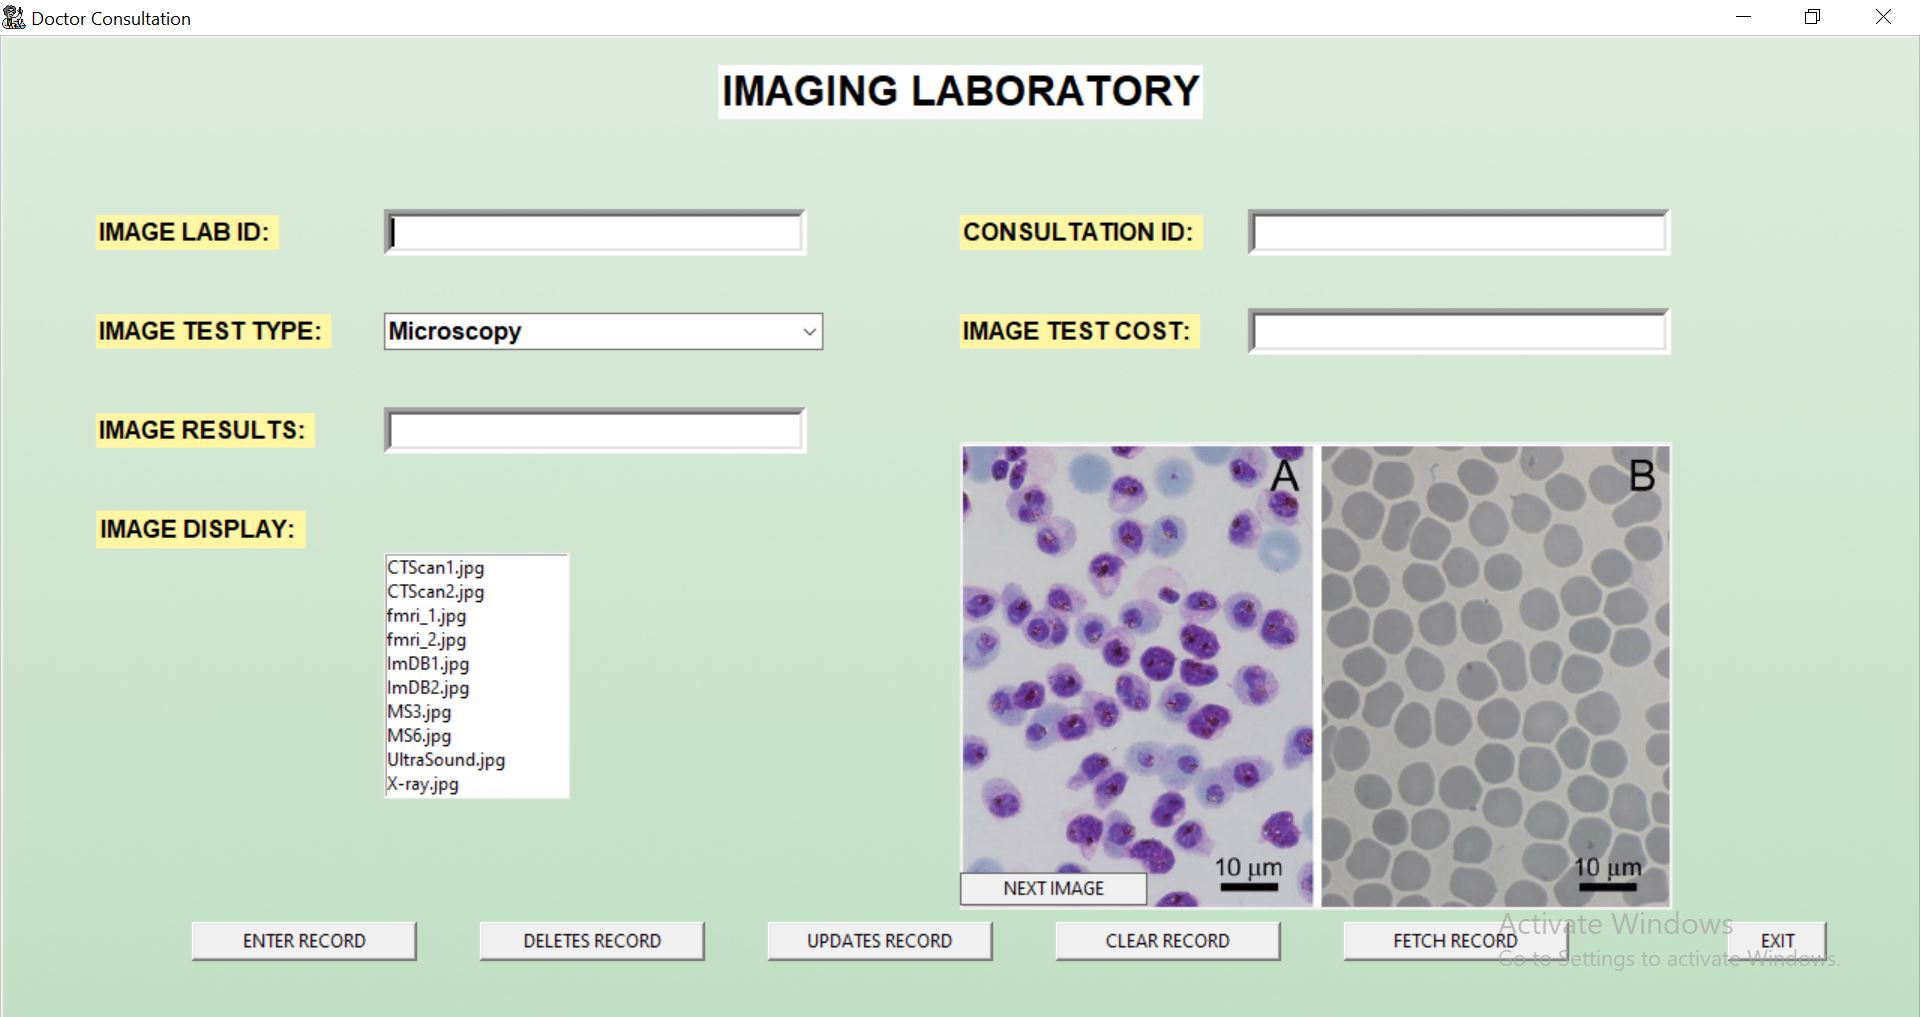 Doctor Consultation
IMAGING LABORATORY
IMAGE LAB ID:
CONSULTATION ID:
IMAGE TEST TYPE:
Microscopy
IMAGE TEST COST:
IMAGE RESULTS:
IMAGE DISPLAY:
CTScan1.jpg
CTScan2.jpg
fmri_1.jpg
fmri_2.jpg
ImDB1.jpg
ImDB2.jpg
MS3.jpg
MS6.jpg
UltraSound.jpg
X-ray.jpg
A
B
10 µm
10 µm
NEXT IMAGE
ENTER RECORD
DELETES RECORD
UPDATES RECORD
CLEAR RECORD
FETCH RECORD
EXIT
Activate Windows
Go to Settings to activate Windows.